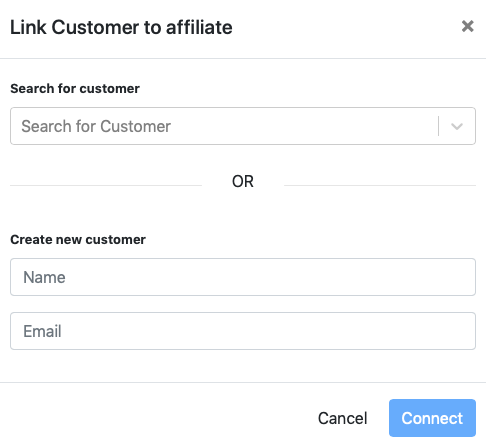 Link Customer to affiliate
Search for customer
Search for Customer
OR
Create new customer
Name
Email
Cancel Connect